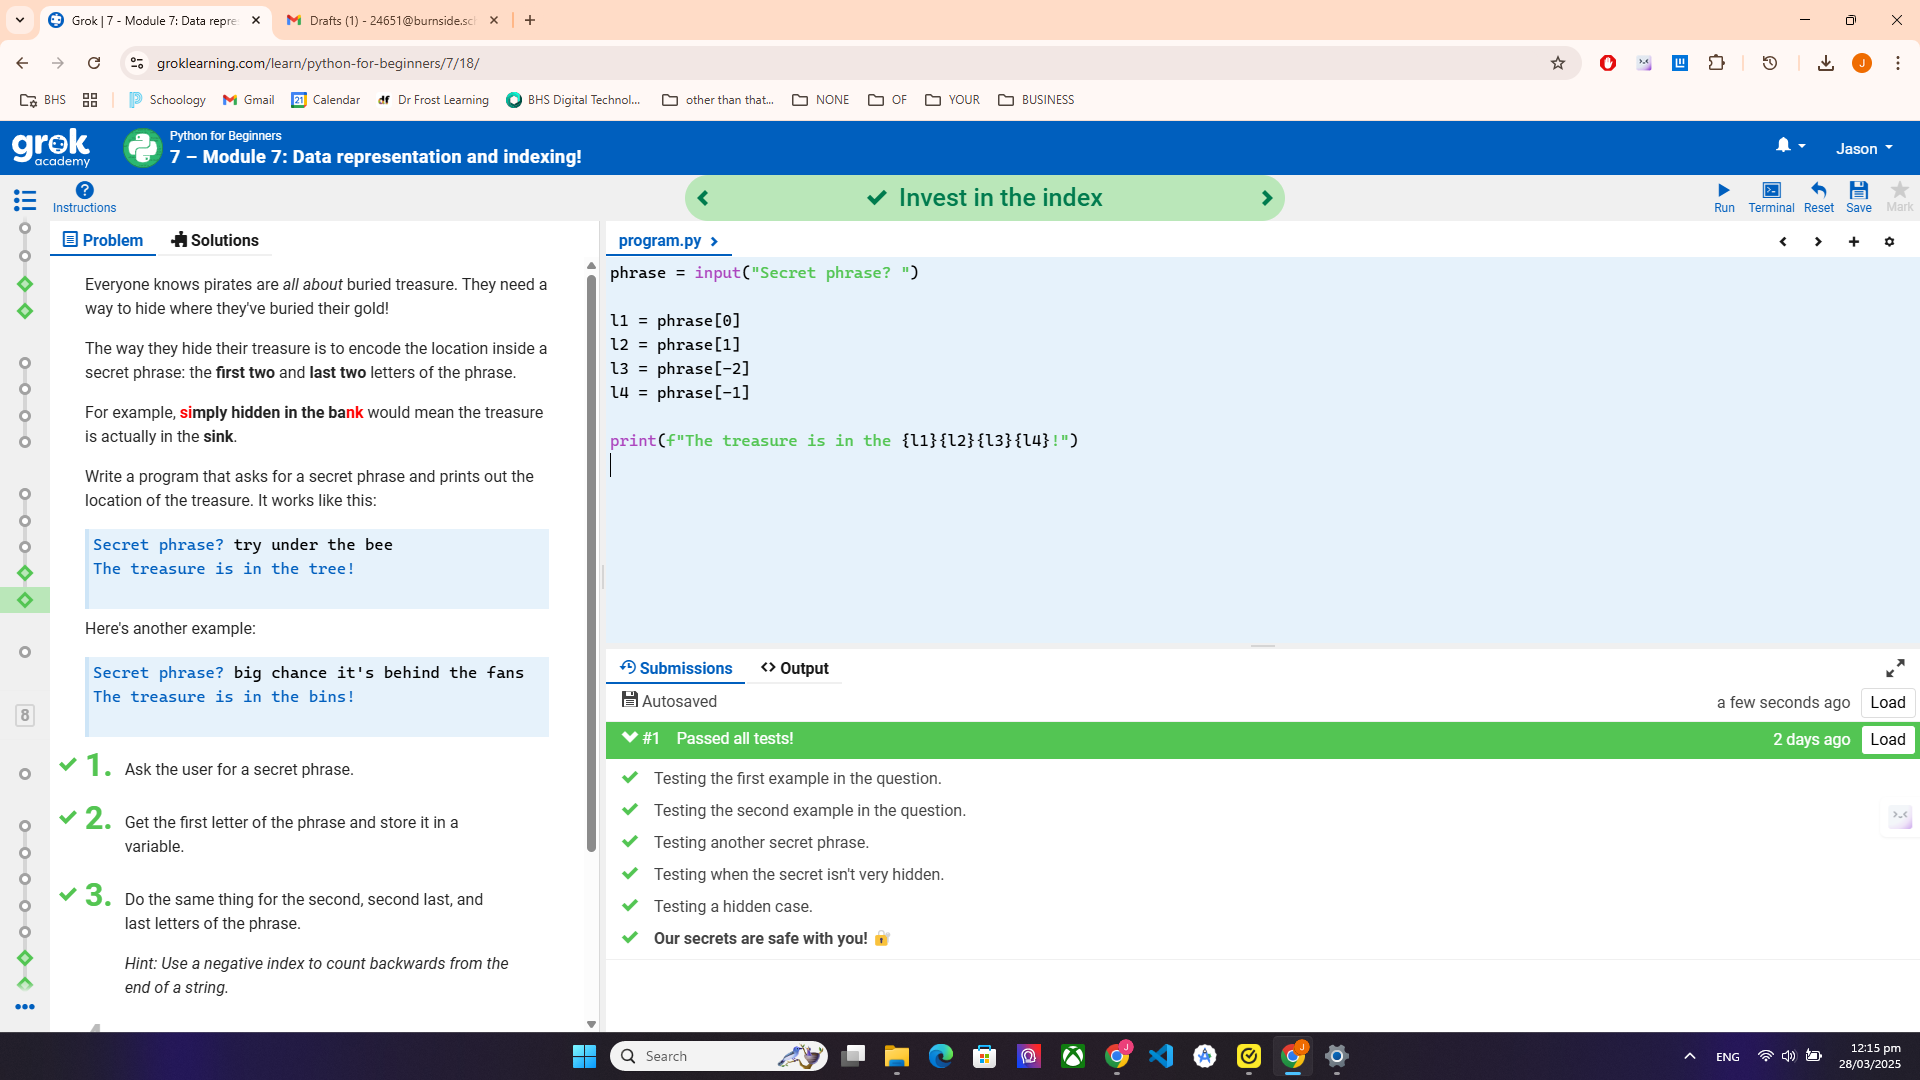 Grok | 7 - Module 7: Data repre
Drafts (1) - 24651@burnside.sc
groklearning.com/learn/python-for-beginners/7/18/
J
BHS
Schoology
Gmail
Calendar
Dr Frost Learning
BHS Digital Technol...
other than that...
NONE
OF
YOUR
BUSINESS
grok academy
Python for Beginners
7 – Module 7: Data representation and indexing!
Jason
Instructions
Invest in the index
Run
Terminal
Reset
Save
Mark
Problem
Solutions
Everyone knows pirates are all about buried treasure. They need a
way to hide where they've buried their gold!
The way they hide their treasure is to encode the location inside a
secret phrase: the first two and last two letters of the phrase.
For example, simply hidden in the bank would mean the treasure
is actually in the sink.
Write a program that asks for a secret phrase and prints out the
location of the treasure. It works like this:
Secret phrase? try under the bee
The treasure is in the tree!
Here's another example:
Secret phrase? big chance it's behind the fans
The treasure is in the bins!
8
1. Ask the user for a secret phrase.
2. Get the first letter of the phrase and store it in a
variable.
3. Do the same thing for the second, second last, and
last letters of the phrase.
Hint: Use a negative index to count backwards from the
end of a string.
program.py
phrase = input("Secret phrase? ")
l1 = phrase[0]
l2 = phrase[1]
l3 = phrase[-2]
l4 = phrase[-1]
print(f"The treasure is in the {l1}{l2}{l3}{l4}!")
Submissions
Output
Autosaved
a few seconds ago
Load
#1 Passed all tests!
2 days ago
Load
Testing the first example in the question.
Testing the second example in the question.
Testing another secret phrase.
Testing when the secret isn't very hidden.
Testing a hidden case.
Our secrets are safe with you! 🔐
Search
ENG
12:15 pm
28/03/2025